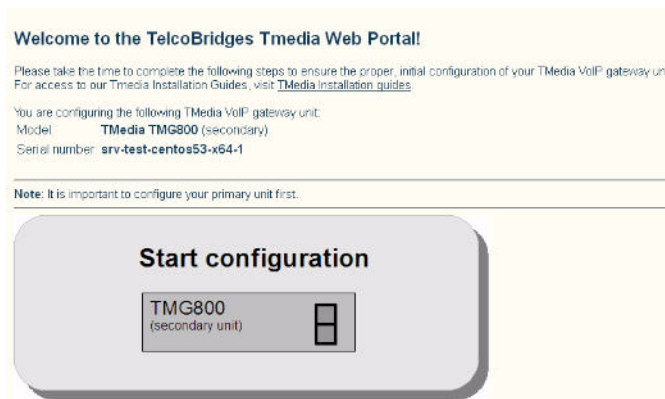 Welcome to the TelcoBridges Tmedia Web Portal!
Please take the time to complete the following steps to ensure the proper, initial configuration of your TMedia VoIP gateway un
For access to our Tmedia Installation Guides, visit TMedia Installation guides
You are configuring the following TMedia VoIP gateway unit:
Model TMedia TMG800 (secondary)
Serial number srv-test-centos53-x64-1
Note: It is important to configure your primary unit first.
Start configuration
TMG800
(secondary unit)